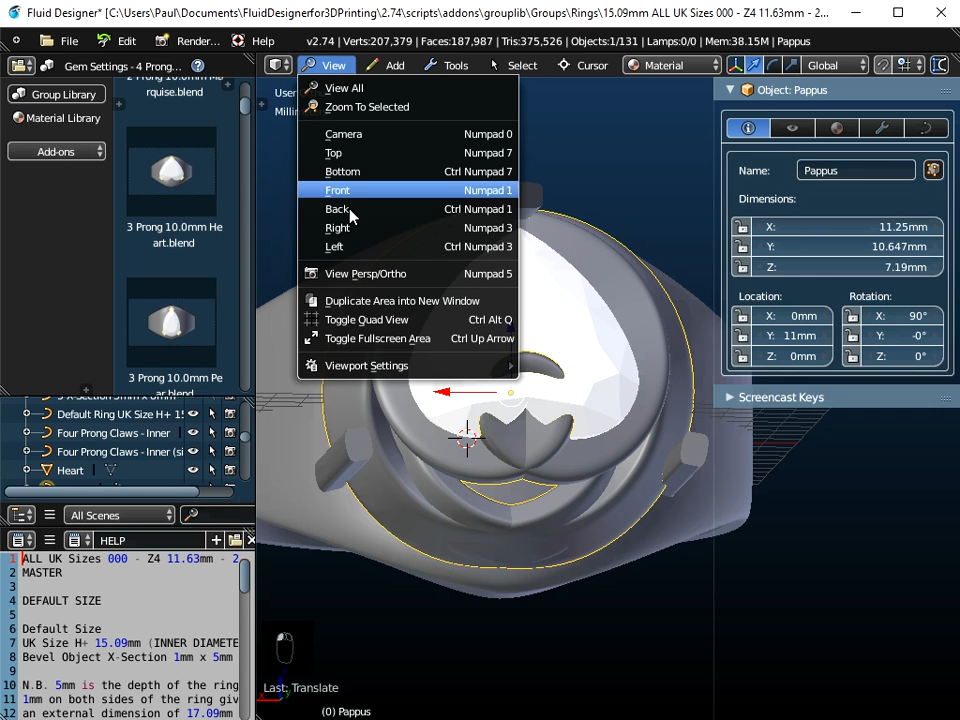 Fluid Designer* [C:\Users\Paul\Documents\FluidDesignerfor3DPrinting\2.74\scripts\addons\grouplib\Groups\Rings\15.09mm ALL UK Sizes 000 - Z4 11.63mm - 2...
File Edit Render... Help v2.74 | Verts:207,379 | Faces:187,987 | Tris:375,526 | Objects:1/131 | Lamps:0/0 | Mem:38.15M | Pappus
Gem Settings - 4 Prong...
View Add Tools Select Cursor Material Global
Group Library
Material Library
Add-ons
rquise.blend
3 Prong 10.0mm He
art.blend
3 Prong 10.0mm Pe
View All
Zoom To Selected
Camera Numpad 0
Top Numpad 7
Bottom Ctrl Numpad 7
Front Numpad 1
Back Ctrl Numpad 1
Right Numpad 3
Left Ctrl Numpad 3
View Persp/Ortho Numpad 5
Duplicate Area into New Window
Toggle Quad View Ctrl Alt Q
Toggle Fullscreen Area Ctrl Up Arrow
Viewport Settings
Object: Pappus
Name: Pappus
Dimensions:
X: 11.25mm
Y: 10.647mm
Z: 7.19mm
Location: Rotation:
X: 0mm X: 90°
Y: 11mm Y: -0°
Z: 0mm Z: 0°
Screencast Keys
Default Ring UK Size H+ 1
Four Prong Claws - Inner
Four Prong Claws - Inner (si
Heart
All Scenes
HELP
1 ALL UK Sizes 000 - Z4 11.63mm - 2
2 MASTER
3
4 DEFAULT SIZE
5
6 Default Size
7 UK Size H+ 15.09mm (INNER DIAMETE
8 Bevel Object X-Section 1mm x 5mm
9
10 N.B. 5mm is the depth of the ring
11 1mm on both sides of the ring giv
12 an external dimension of 17.09mm
Last: Translate
(0) Pappus